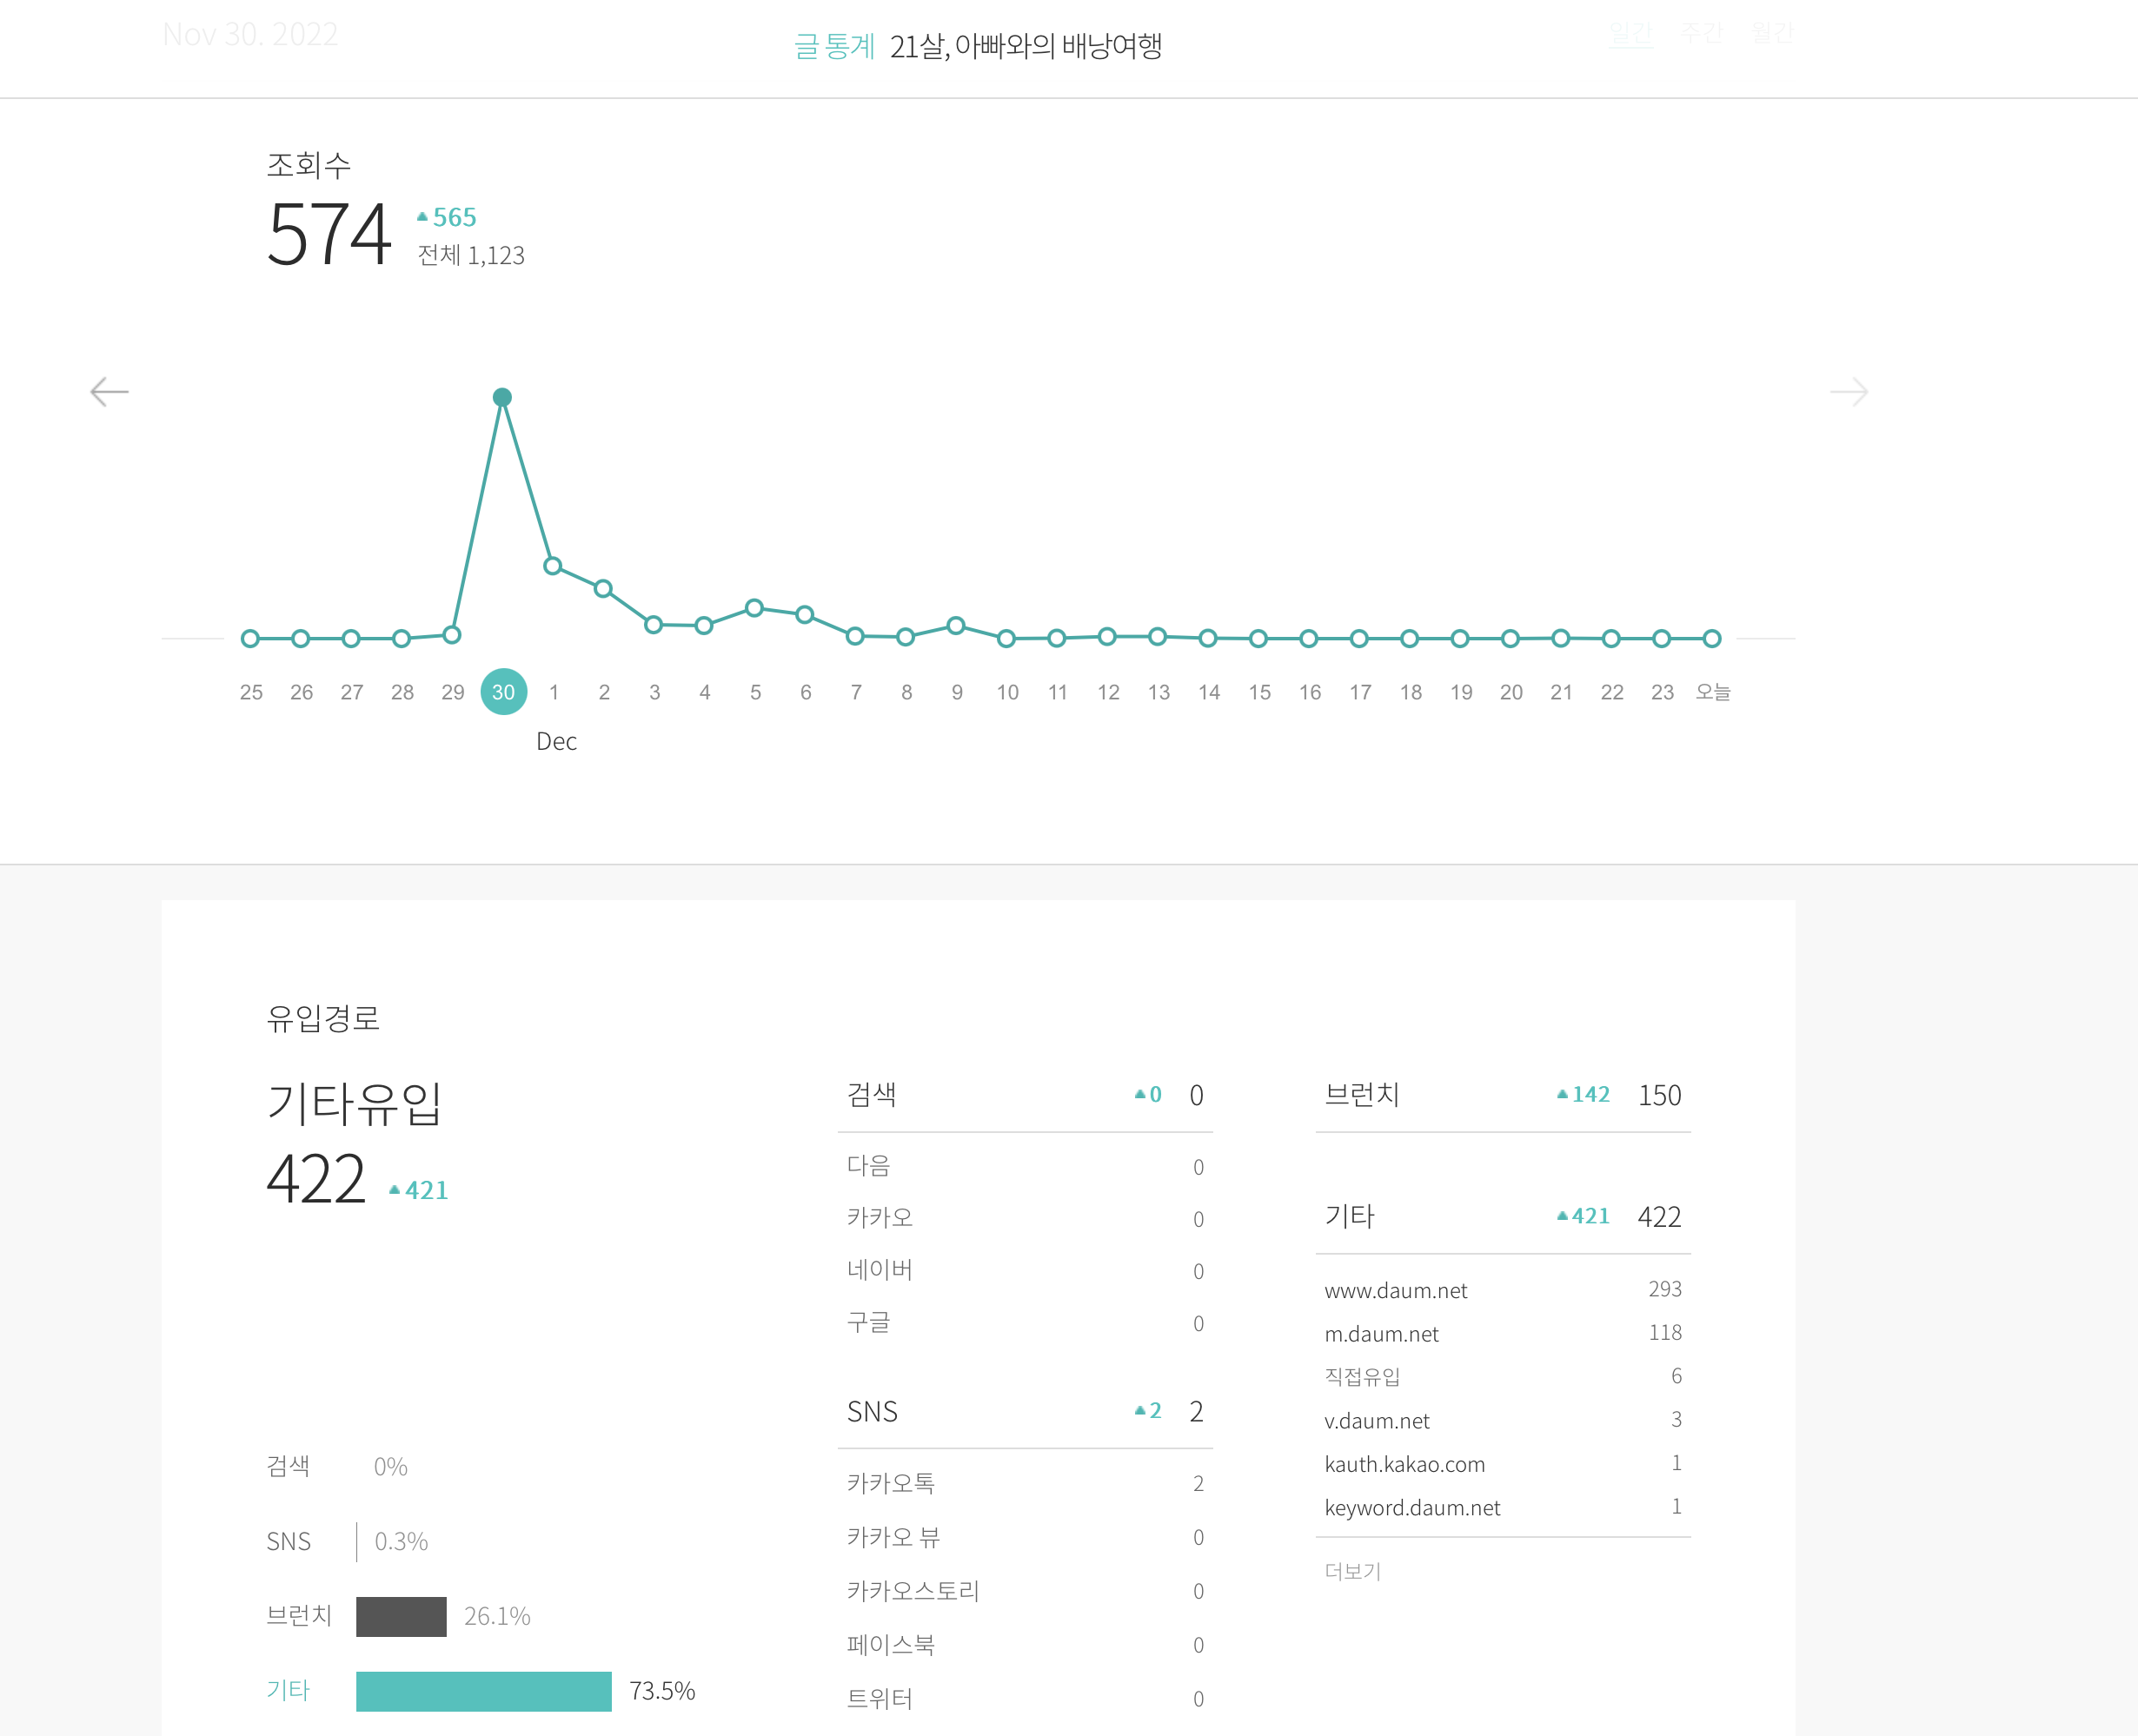 Nov 30. 2022
글 통계 21살, 아빠와의 배낭여행
일간 주간 월간
조회수
574 ▲565
전체 1,123
25 26 27 28 29 30 1 2 3 4 5 6 7 8 9 10 11 12 13 14 15 16 17 18 19 20 21 22 23 오늘
Dec
유입경로
기타유입
422 ▲421
검색 0%
SNS 0.3%
브런치 26.1%
기타 73.5%
검색 ▲0 0
다음 0
카카오 0
네이버 0
구글 0
SNS ▲2 2
카카오톡 2
카카오 뷰 0
카카오스토리 0
페이스북 0
트위터 0
브런치 ▲142 150
기타 ▲421 422
www.daum.net 293
m.daum.net 118
직접유입 6
v.daum.net 3
kauth.kakao.com 1
keyword.daum.net 1
더보기